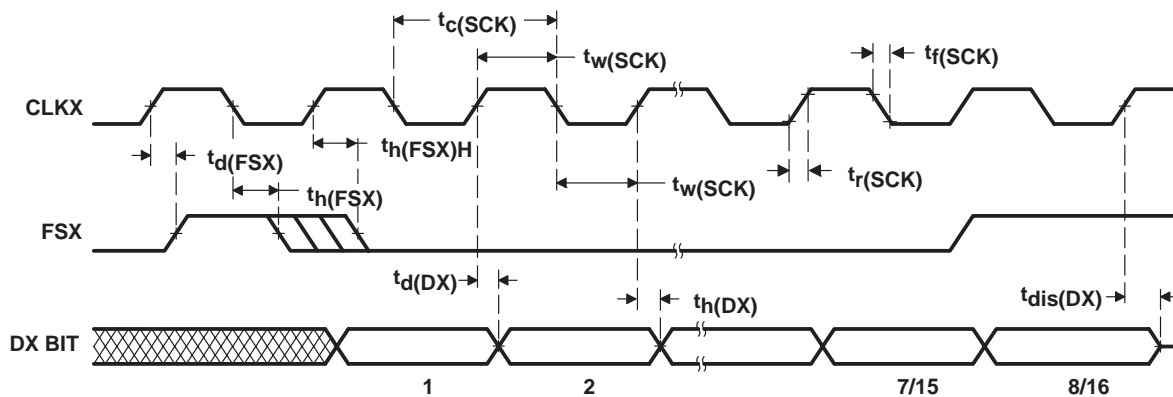 tc(SCK)
tw(SCK)
tf(SCK)
CLKX
td(FSX)
th(FSX)H
th(FSX)
tw(SCK)
tr(SCK)
FSX
td(DX)
th(DX)
tdis(DX)
DX BIT
1 2 7/15 8/16